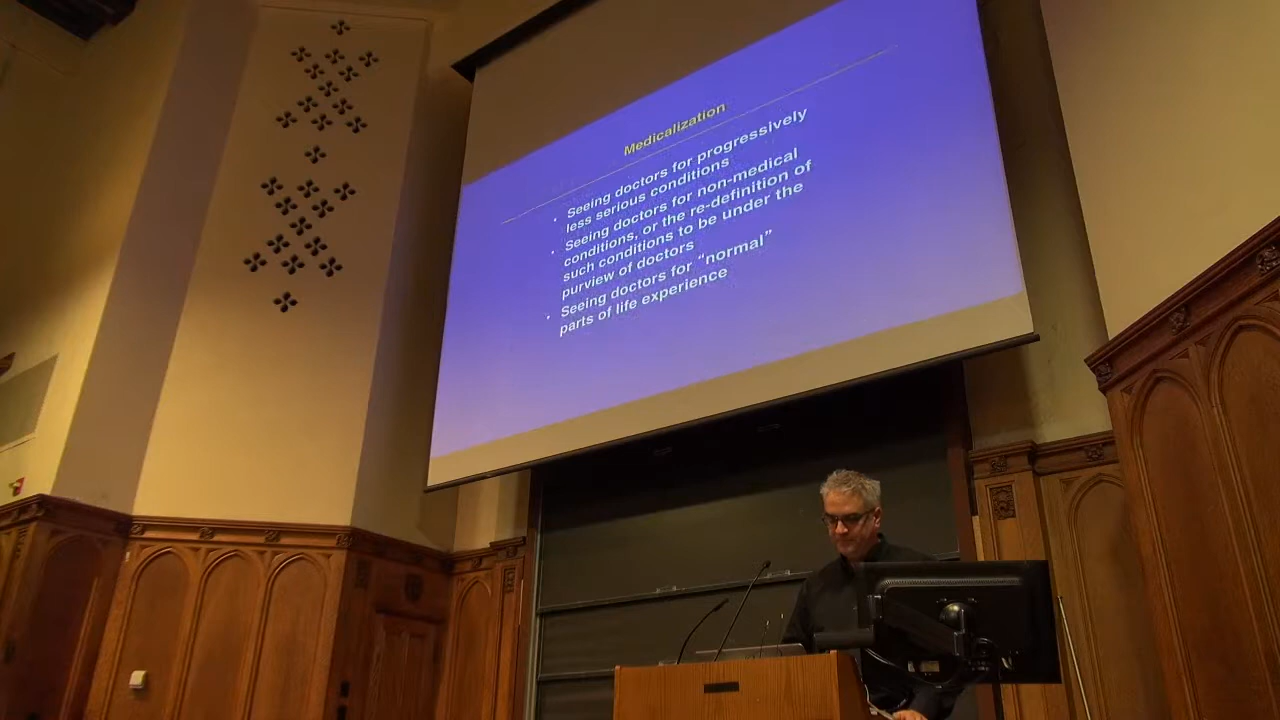 Medicalization
• Seeing doctors for progressively
less serious conditions
• Seeing doctors for non-medical
conditions, or the re-definition of
such conditions to be under the
purview of doctors
• Seeing doctors for “normal”
parts of life experience